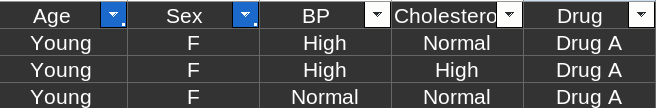 Age Sex BP Cholestero Drug
Young F High Normal Drug A
Young F High High Drug A
Young F Normal Normal Drug A